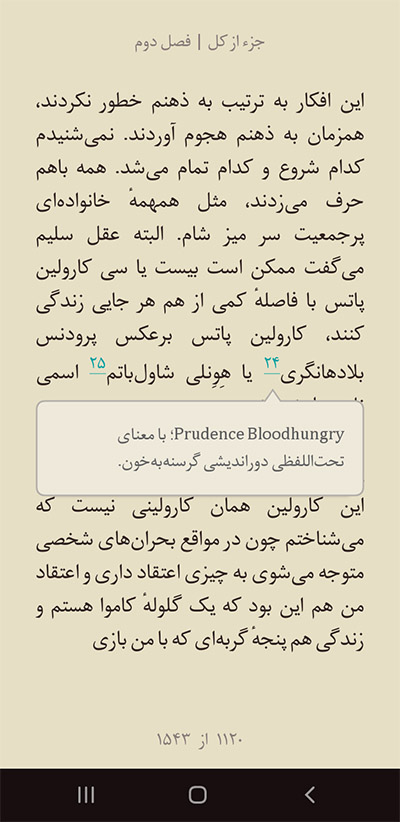 جزء از کل | فصل دوم
این افکار به ترتیب به ذهنم خطور نکردند،
همزمان به ذهنم هجوم آوردند. نمی‌شنیدم
کدام شروع و کدام تمام می‌شد. همه باهم
حرف می‌زدند، مثل همهمهٔ خانواده‌ای
پرجمعیت سر میز شام. البته عقل سلیم
می‌گفت ممکن است بیست یا سی کارولین
پاتس با فاصلهٔ کمی از هم هر جایی زندگی
کنند، کارولین پاتس برعکس پرودنس
بلادهانگری۲۴ یا هِوِنلی شاول‌باتم۲۵ اسمی
Prudence Bloodhungry؛ با معنای
تحت‌اللفظی دوراندیشی گرسنه‌به‌خون.
این کارولین همان کارولینی نیست که
می‌شناختم چون در مواقع بحران‌های شخصی
متوجه می‌شوی به چیزی اعتقاد داری و اعتقاد
من هم این بود که یک گلولهٔ کاموا هستم و
زندگی هم پنجهٔ گربه‌ای که با من بازی
۱۱۲۰ از ۱۵۴۳